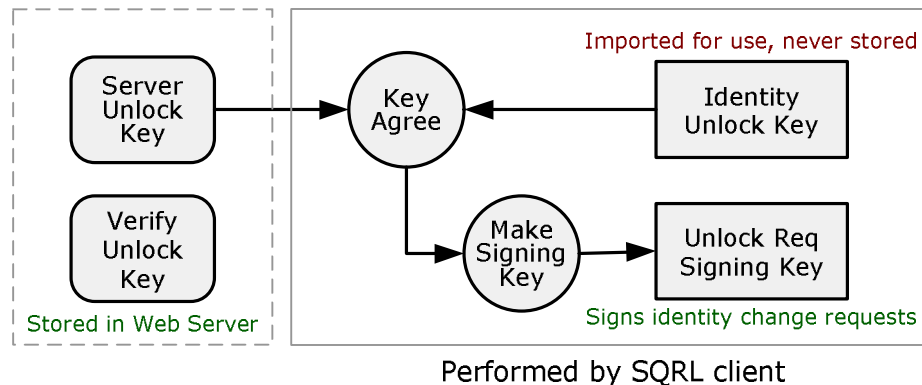 Server
Unlock
Key
Verify
Unlock
Key
Stored in Web Server
Imported for use, never stored
Key
Agree
Identity
Unlock Key
Make
Signing
Key
Unlock Req
Signing Key
Signs identity change requests
Performed by SQRL client